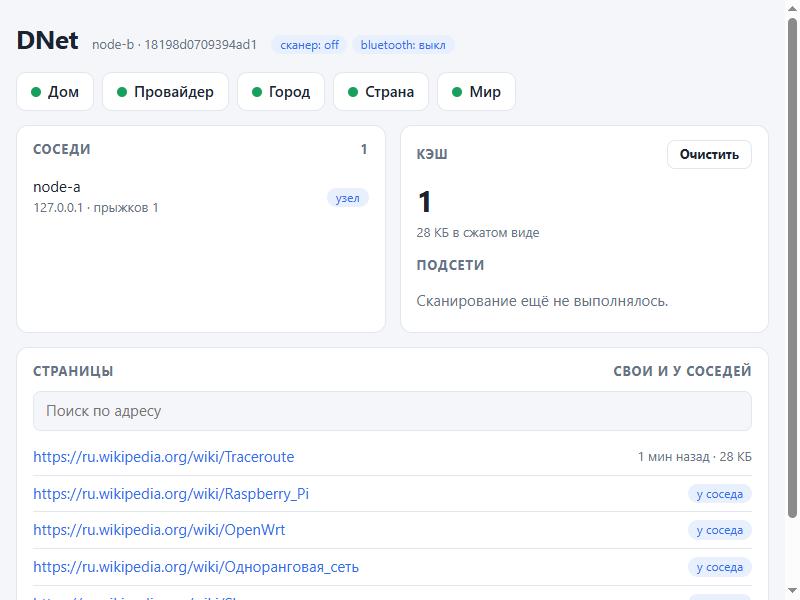 DNet node-b · 18198d0709394ad1 сканер: off bluetooth: выкл
Дом Провайдер Город Страна Мир
СОСЕДИ 1
node-a
127.0.0.1 · прыжков 1
узел
КЭШ Очистить
1
28 КБ в сжатом виде
ПОДСЕТИ
Сканирование ещё не выполнялось.
СТРАНИЦЫ СВОИ И У СОСЕДЕЙ
Поиск по адресу
https://ru.wikipedia.org/wiki/Traceroute 1 мин назад · 28 КБ
https://ru.wikipedia.org/wiki/Raspberry_Pi у соседа
https://ru.wikipedia.org/wiki/OpenWrt у соседа
https://ru.wikipedia.org/wiki/Одноранговая_сеть у соседа